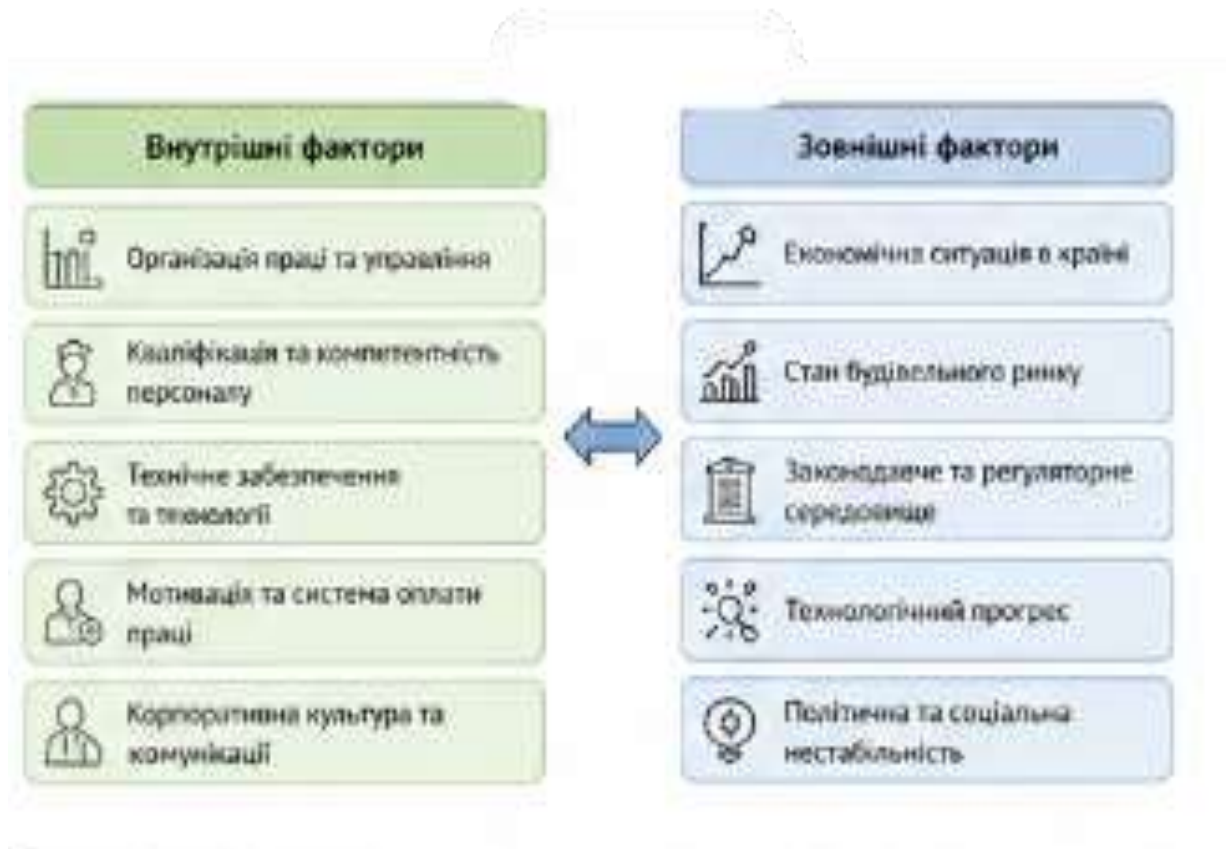 Внутрішні фактори
Організація праці та управління
Кваліфікація та компетентність
персоналу
Технічне забезпечення
та технології
Мотивація та система оплати
праці
Корпоративна культура та
комунікації
Зовнішні фактори
Економічна ситуація в країні
Стан будівельного ринку
Законодавче та регуляторне
середовище
Технологічний прогрес
Політична та соціальна
нестабільність